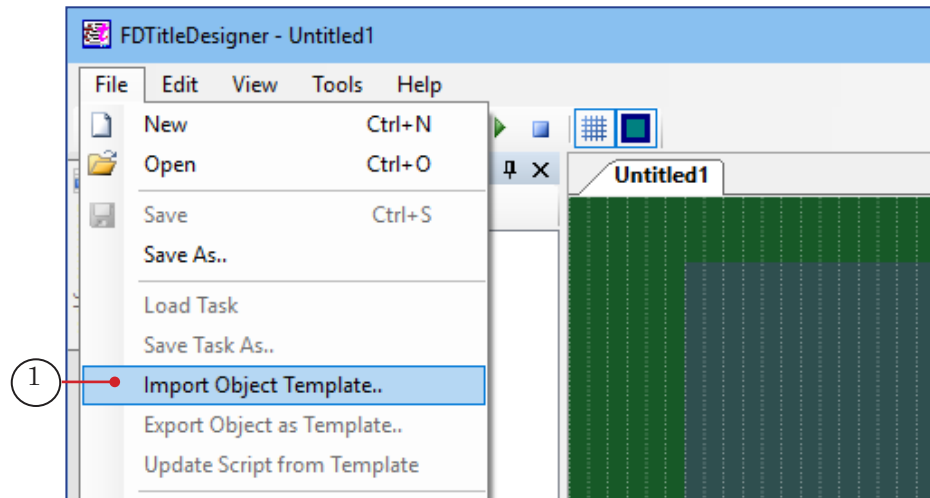 FDTitleDesigner - Untitled1
File Edit View Tools Help
New Ctrl+N
Open Ctrl+O
Untitled1
Save Ctrl+S
Save As..
Load Task
Save Task As..
1 Import Object Template..
Export Object as Template..
Update Script from Template